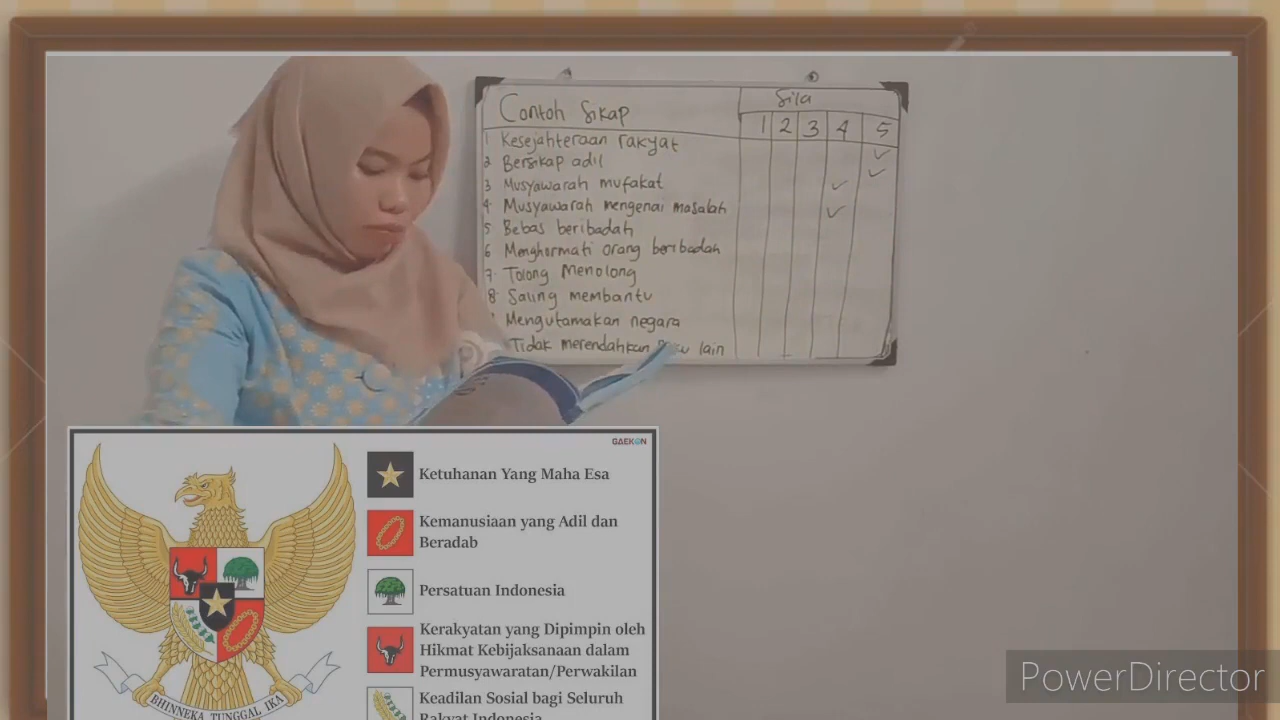 Contoh Sikap
Sila
1 2 3 4 5
1 Kesejahteraan rakyat
2 Bersikap adil
3 Musyawarah mufakat
4. Musyawarah mengenai masalah
5 Bebas beribadah
6 Menghormati orang beribadah
7. Tolong Menolong
8 Saling membantu
Mengutamakan negara
Tidak merendahkan lain
GAEKON
Ketuhanan Yang Maha Esa
Kemanusiaan yang Adil dan
Beradab
Persatuan Indonesia
Kerakyatan yang Dipimpin oleh
Hikmat Kebijaksanaan dalam
Permusyawaratan/Perwakilan
Keadilan Sosial bagi Seluruh
Rakyat Indonesia
BHINNEKA TUNGGAL IKA
PowerDirector